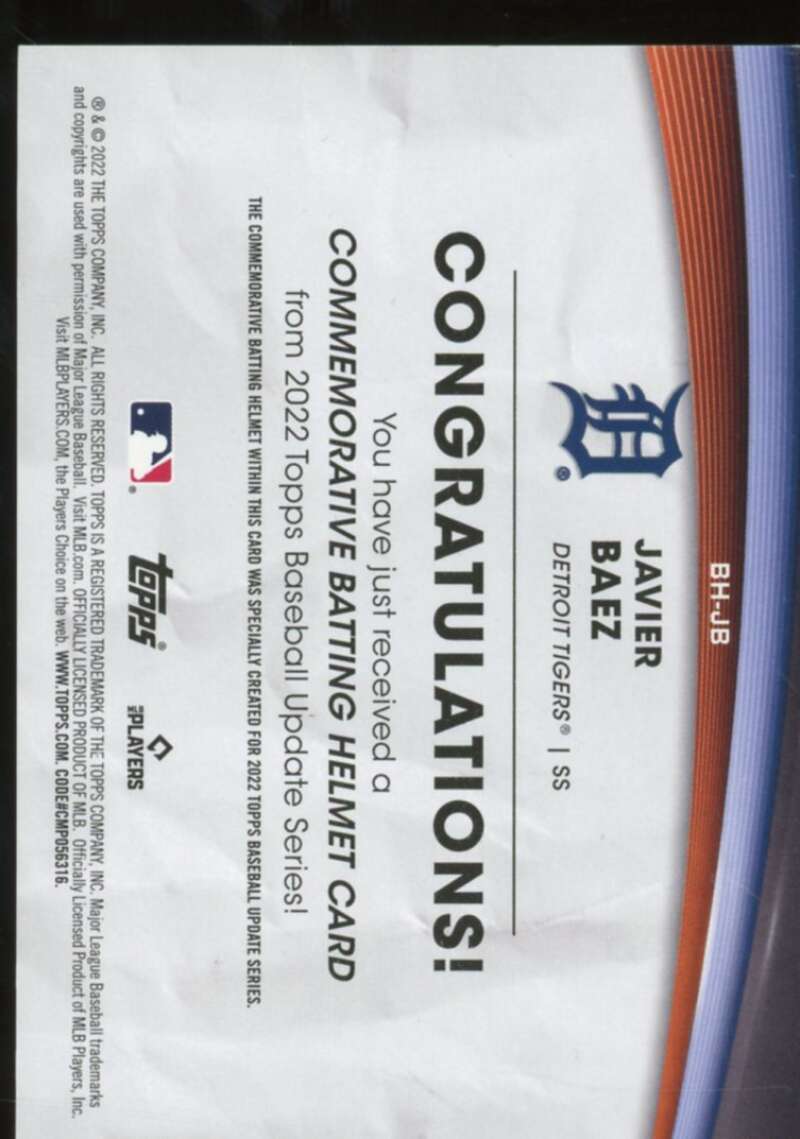 BH-JB
JAVIER
BAEZ
DETROIT TIGERS® | SS
CONGRATULATIONS!
You have just received a
COMMEMORATIVE BATTING HELMET CARD
from 2022 Topps Baseball Update Series!
THE COMMEMORATIVE BATTING HELMET WITHIN THIS CARD WAS SPECIALLY CREATED FOR 2022 TOPPS BASEBALL UPDATE SERIES.
topps®
MLB PLAYERS
® & © 2022 THE TOPPS COMPANY, INC. ALL RIGHTS RESERVED. TOPPS IS A REGISTERED TRADEMARK OF THE TOPPS COMPANY, INC. Major League Baseball trademarks
and copyrights are used with permission of Major League Baseball. Visit MLB.com. OFFICIALLY LICENSED PRODUCT OF MLB. Officially Licensed Product of MLB Players, Inc.
Visit MLBPLAYERS.COM, the Players Choice on the web. WWW.TOPPS.COM. CODE#CMP056316.